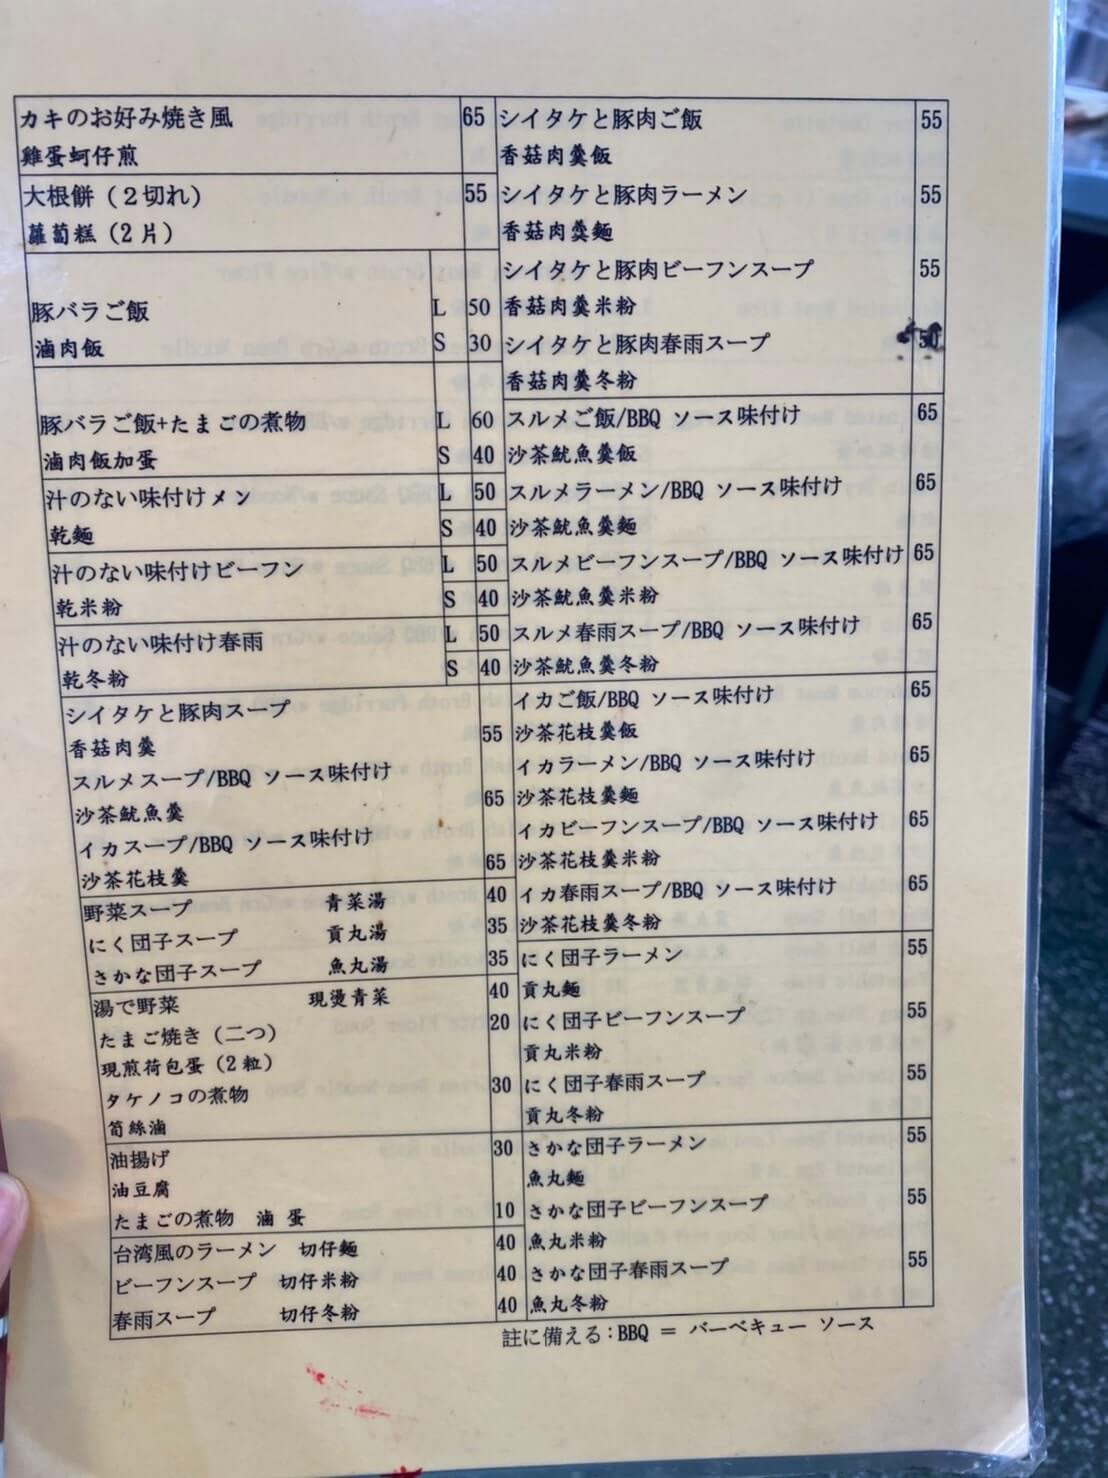 カキのお好み焼き風 65
雞蛋蚵仔煎
大根餅（2切れ） 55
蘿蔔糕（2片）
豚バラご飯 L 50
滷肉飯 S 30
豚バラご飯+たまごの煮物 L 60
滷肉飯加蛋 S 40
汁のない味付けメン L 50
乾麵 S 40
汁のない味付けビーフン L 50
乾米粉 S 40
汁のない味付け春雨 L 50
乾冬粉 S 40
シイタケと豚肉スープ
香菇肉羹 55
スルメスープ/BBQ ソース味付け
沙茶魷魚羹 65
イカスープ/BBQ ソース味付け
沙茶花枝羹 65
野菜スープ 青菜湯 40
にく団子スープ 貢丸湯 35
さかな団子スープ 魚丸湯 35
湯で野菜 現燙青菜 40
たまご焼き（二つ） 20
現煎荷包蛋（2粒）
タケノコの煮物 30
筍絲滷
油揚げ 30
油豆腐
たまごの煮物 滷 蛋 10
台湾風のラーメン 切仔麵 40
ビーフンスープ 切仔米粉 40
春雨スープ 切仔冬粉 40
シイタケと豚肉ご飯 55
香菇肉羹飯
シイタケと豚肉ラーメン 55
香菇肉羹麵
シイタケと豚肉ビーフンスープ 55
香菇肉羹米粉
シイタケと豚肉春雨スープ
香菇肉羹冬粉
スルメご飯/BBQ ソース味付け 65
沙茶魷魚羹飯
スルメラーメン/BBQ ソース味付け 65
沙茶魷魚羹麵
スルメビーフンスープ/BBQ ソース味付け 65
沙茶魷魚羹米粉
スルメ春雨スープ/BBQ ソース味付け 65
沙茶魷魚羹冬粉
イカご飯/BBQ ソース味付け 65
沙茶花枝羹飯
イカラーメン/BBQ ソース味付け 65
沙茶花枝羹麵
イカビーフンスープ/BBQ ソース味付け 65
沙茶花枝羹米粉
イカ春雨スープ/BBQ ソース味付け 65
沙茶花枝羹冬粉
にく団子ラーメン 55
貢丸麵
にく団子ビーフンスープ 55
貢丸米粉
にく団子春雨スープ 55
貢丸冬粉
さかな団子ラーメン 55
魚丸麵
さかな団子ビーフンスープ 55
魚丸米粉
さかな団子春雨スープ 55
魚丸冬粉
註に備える：BBQ ＝ バーベキュー ソース